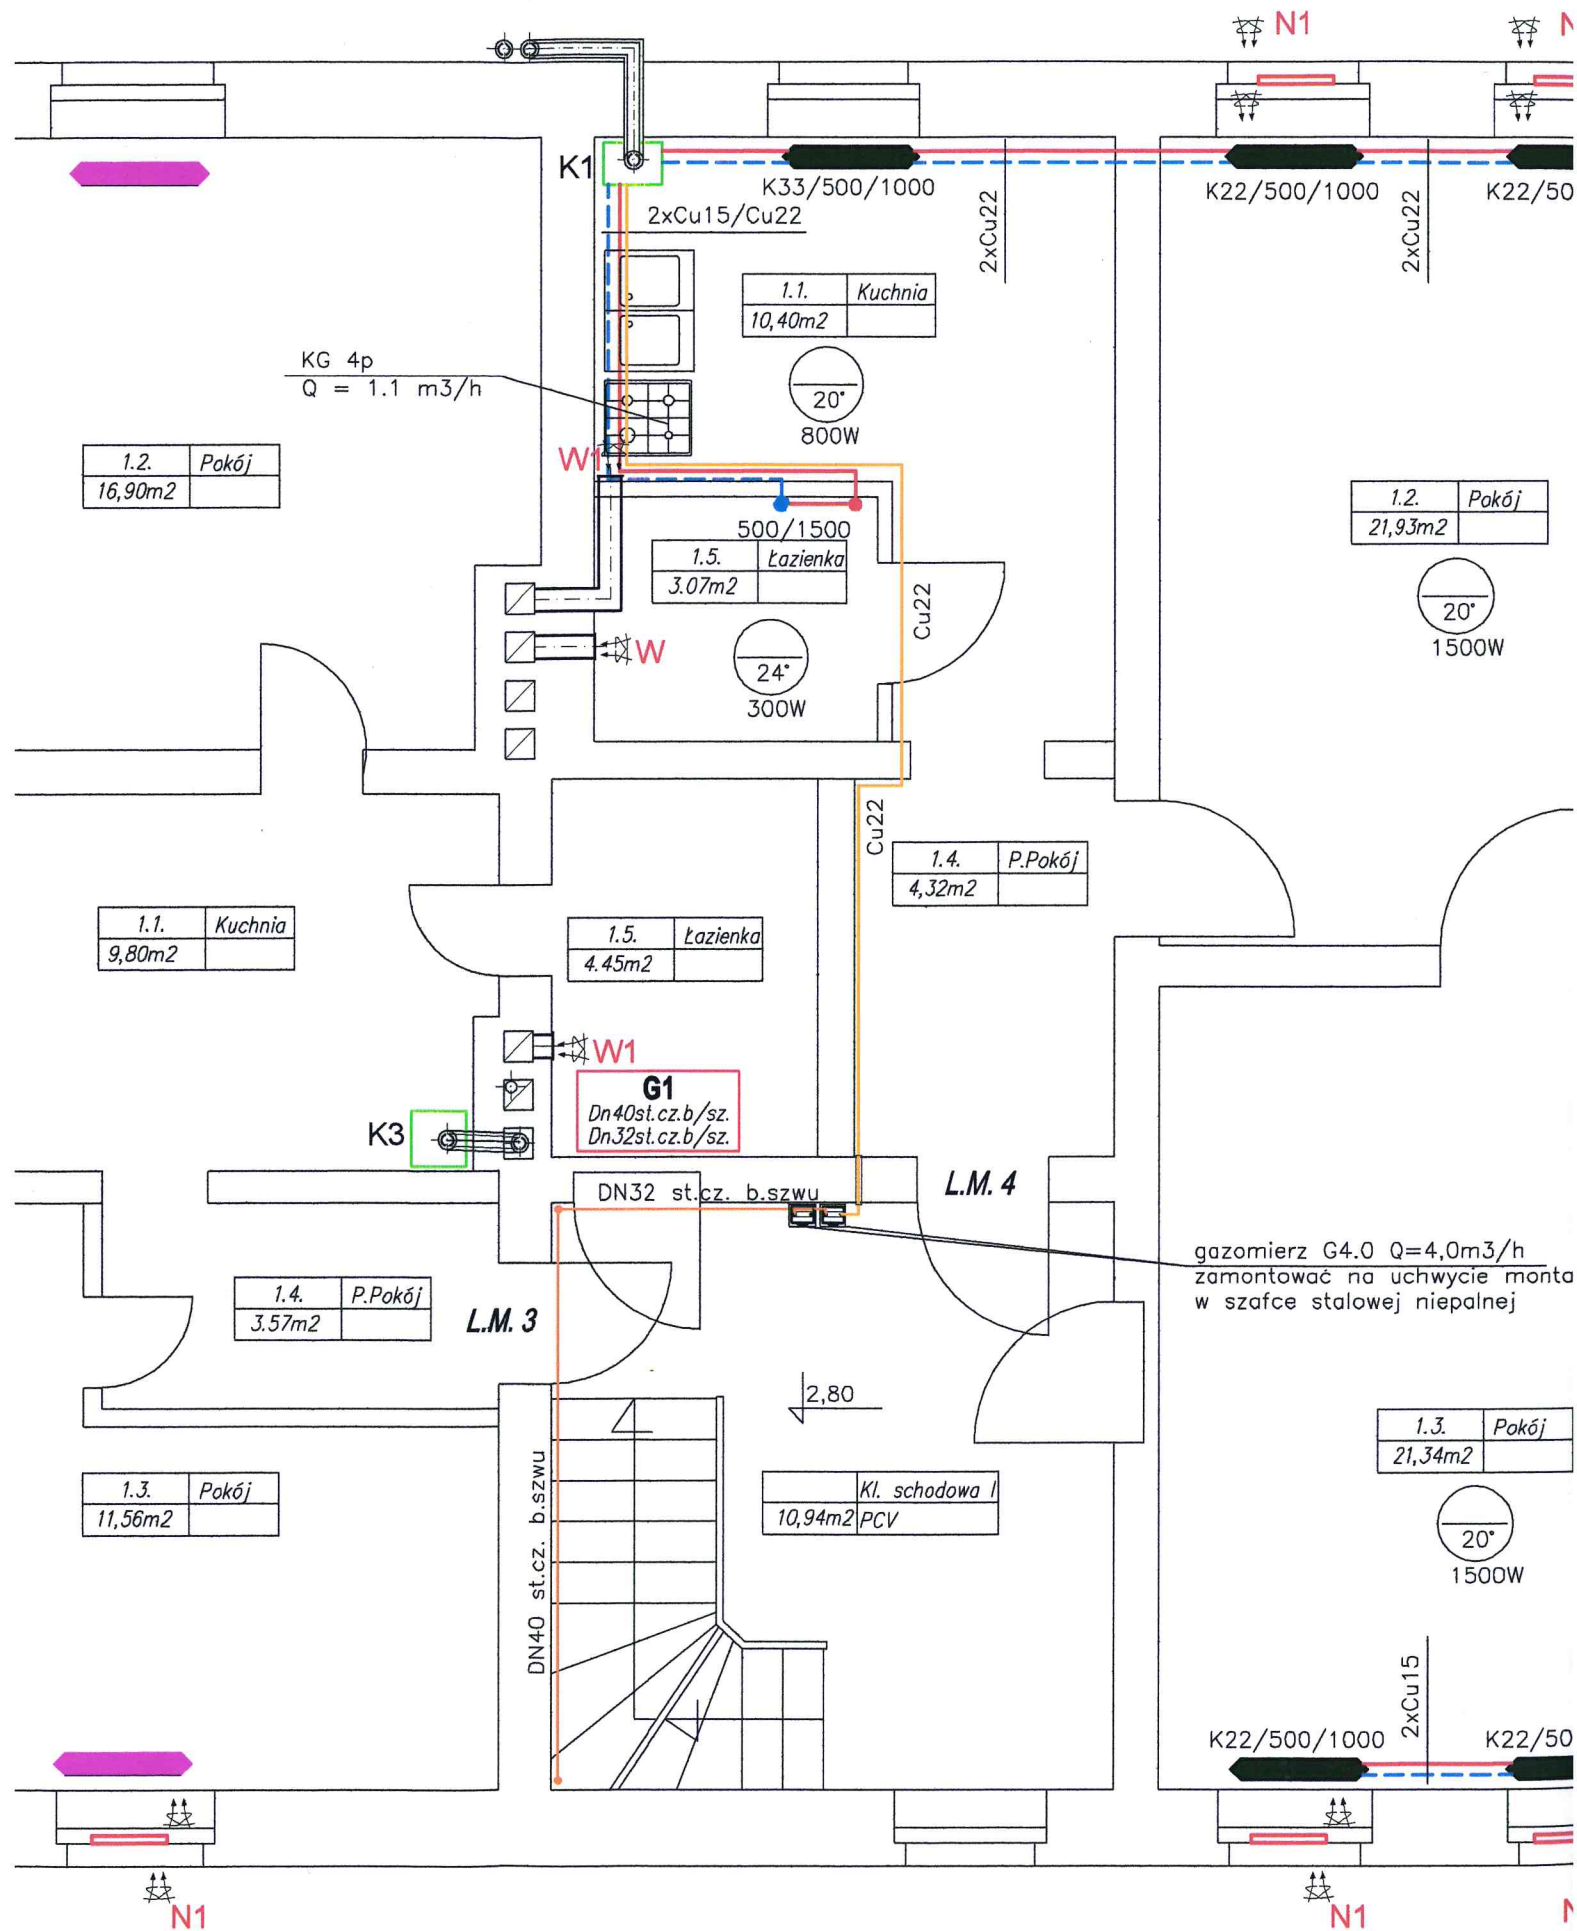 N1
K1
K33/500/1000
K22/500/1000
K22/50
2xCu15/Cu22
2xCu22
2xCu22
1.1. Kuchnia
10,40m2
KG 4p
Q = 1.1 m3/h
20°
800W
1.2. Pokój
16,90m2
W1
500/1500
1.2. Pokój
21,93m2
1.5. Łazienka
3.07m2
Cu22
20°
1500W
W
24°
300W
Cu22
1.4. P.Pokój
4,32m2
1.1. Kuchnia
9,80m2
1.5. Łazienka
4.45m2
W1
G1
Dn40st.cz.b/sz.
Dn32st.cz.b/sz.
K3
DN32 st.cz. b.szwu
L.M. 4
gazomierz G4.0 Q=4,0m3/h
zamontować na uchwycie monta
w szafce stalowej niepalnej
1.4. P.Pokój
3.57m2
L.M. 3
2,80
1.3. Pokój
21,34m2
1.3. Pokój
11,56m2
Kl. schodowa I
10,94m2 PCV
DN40 st.cz. b.szwu
20°
1500W
2xCu15
K22/500/1000
K22/50
N1
N1